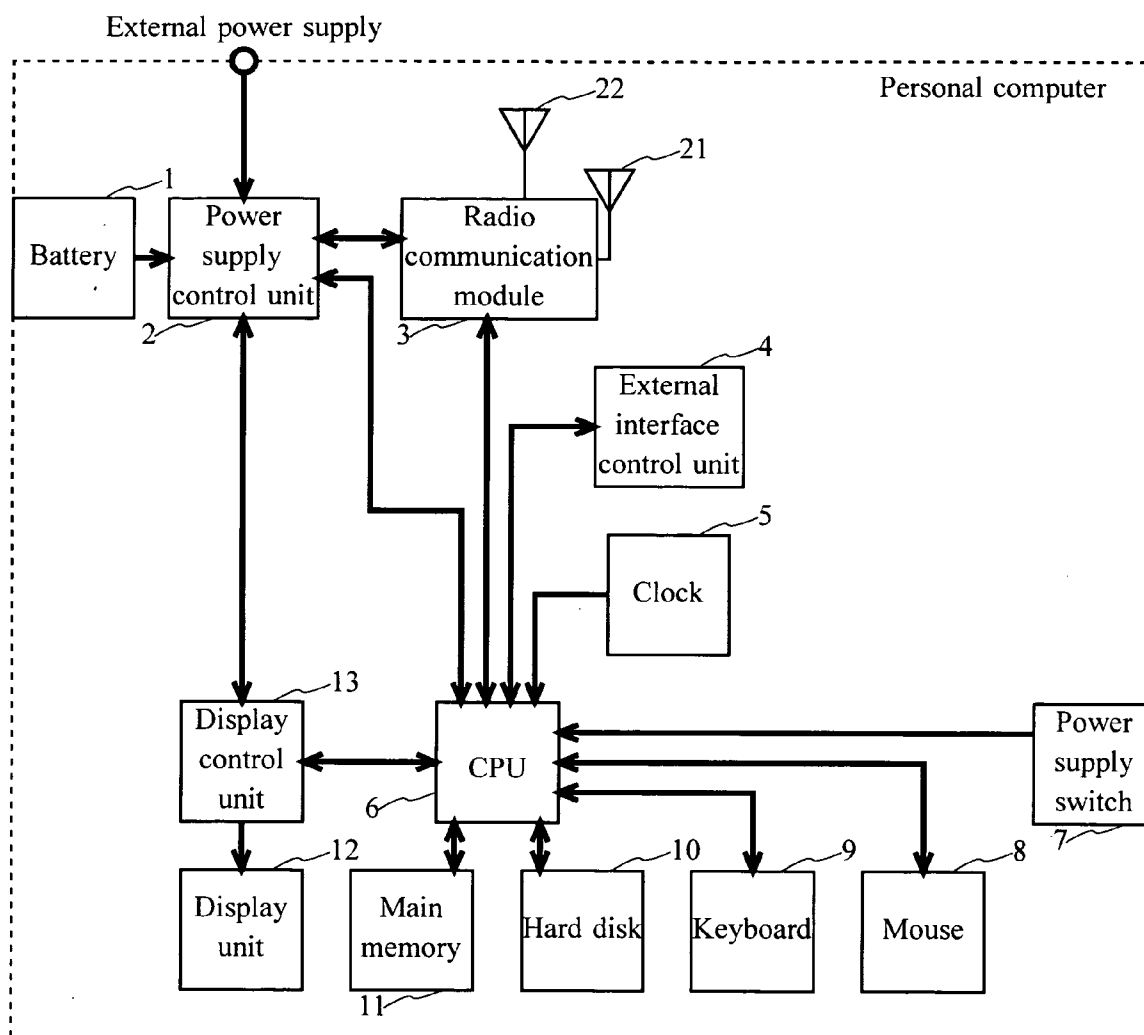 External power supply
Personal computer
22
21
1
Battery
Power
supply
control unit
2
Radio
communication
module
3
4
External
interface
control unit
5
Clock
13
Display
control
unit
CPU
6
Power
supply
switch
7
12
Display
unit
Main
memory
11
10
Hard disk
9
Keyboard
8
Mouse